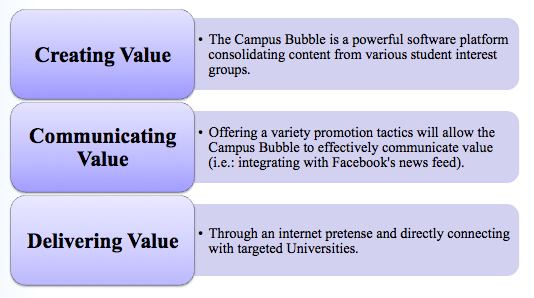 Creating Value
• The Campus Bubble is a powerful software platform
consolidating content from various student interest
groups.
Communicating
Value
• Offering a variety promotion tactics will allow the
Campus Bubble to effectively communicate value
(i.e.: integrating with Facebook's news feed).
Delivering Value
• Through an internet pretense and directly connecting
with targeted Universities.